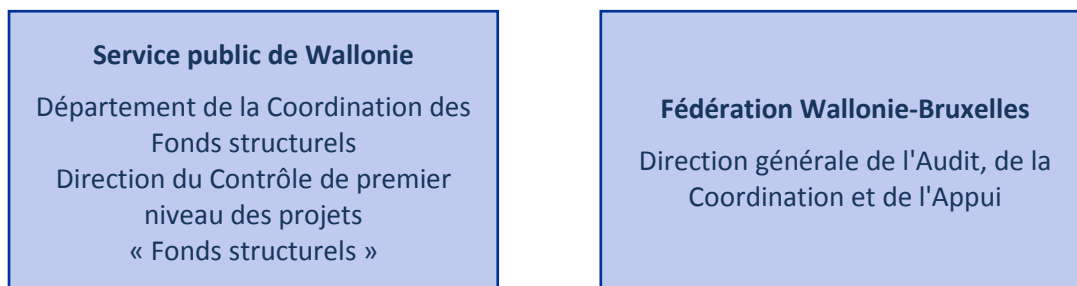 Service public de Wallonie
Département de la Coordination des
Fonds structurels
Direction du Contrôle de premier
niveau des projets
« Fonds structurels »
Fédération Wallonie-Bruxelles
Direction générale de l'Audit, de la
Coordination et de l'Appui